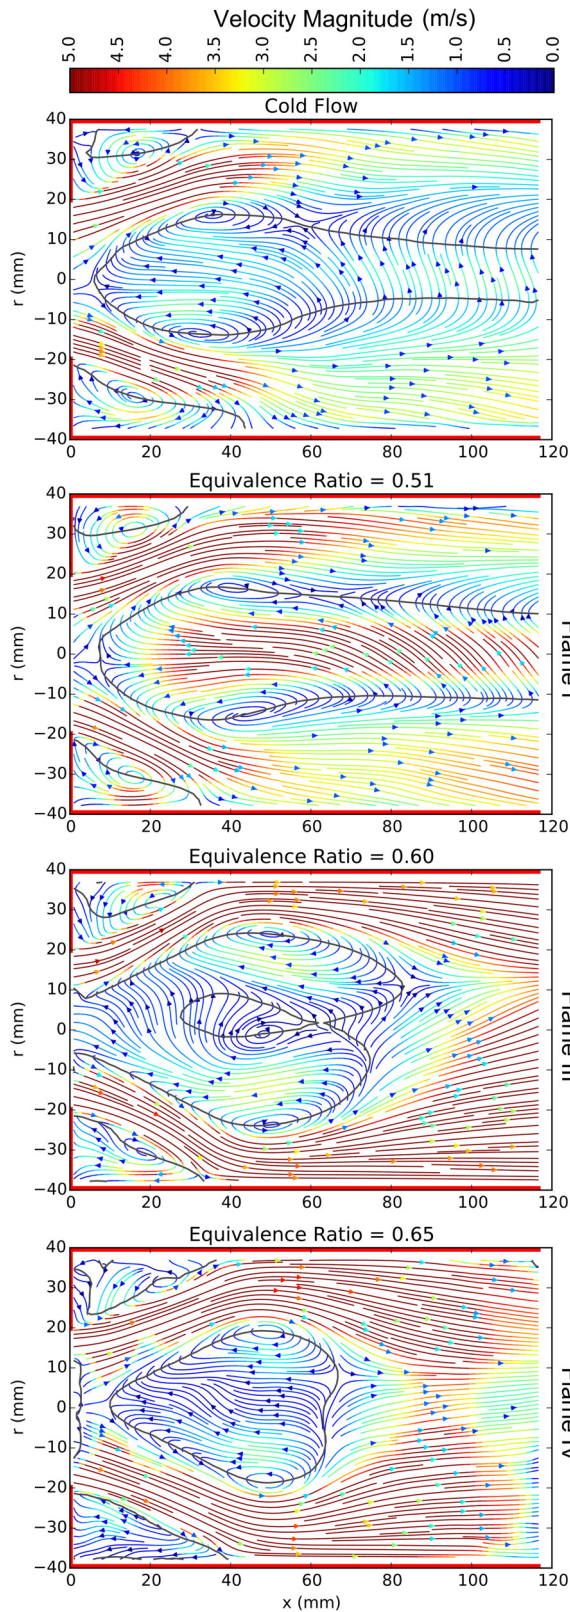 Velocity Magnitude (m/s)
5.0 4.5 4.0 3.5 3.0 2.5 2.0 1.5 1.0 0.5 0.0
Cold Flow
40
30
20
10
0
−10
−20
−30
−40
r (mm)
0 20 40 60 80 100 120
Equivalence Ratio = 0.51
40
30
20
10
0
−10
−20
−30
−40
r (mm)
0 20 40 60 80 100 120
Equivalence Ratio = 0.60
40
30
20
10
0
−10
−20
−30
−40
r (mm)
0 20 40 60 80 100 120
Equivalence Ratio = 0.65
40
30
20
10
0
−10
−20
−30
−40
r (mm)
0 20 40 60 80 100 120
x (mm)